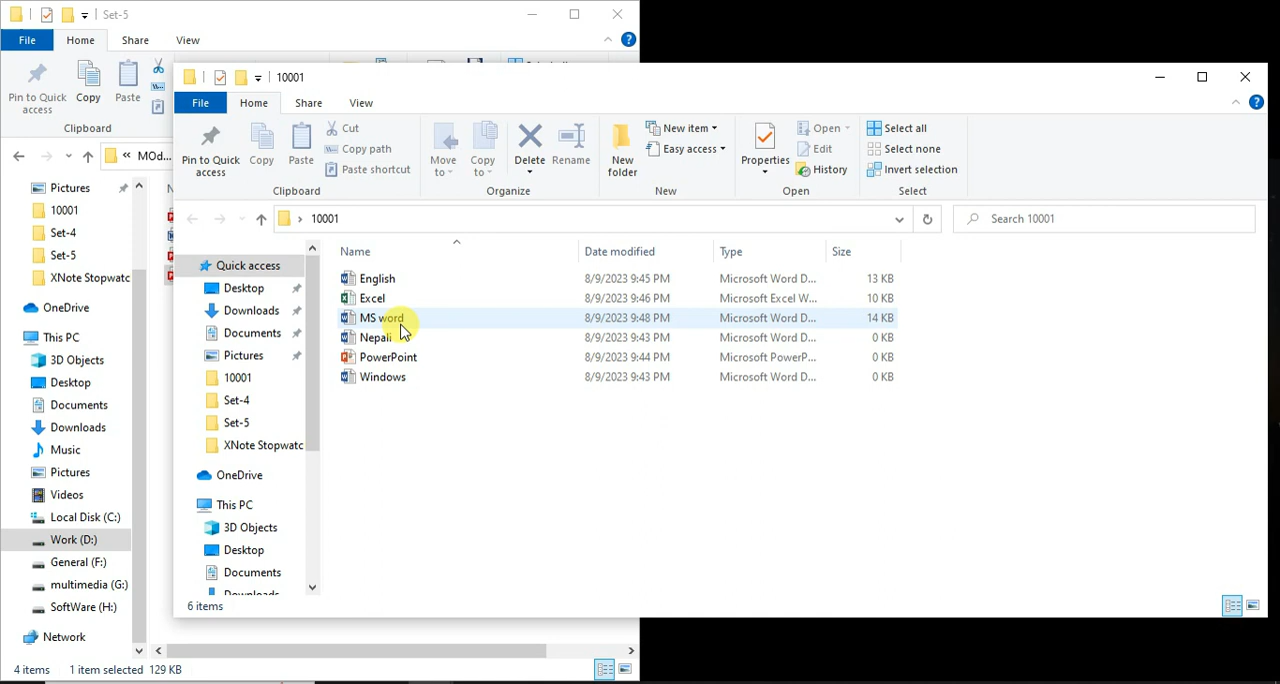 Set-5
File Home Share View
Pin to Quick access
Copy
Paste
Clipboard
« MOd...
Pictures
10001
Set-4
Set-5
XNote Stopwatc
OneDrive
This PC
3D Objects
Desktop
Documents
Downloads
Music
Pictures
Videos
Local Disk (C:)
Work (D:)
General (F:)
multimedia (G:)
SoftWare (H:)
Network
4 items 1 item selected 129 KB
10001
File Home Share View
Pin to Quick access
Copy
Paste
Cut
Copy path
Paste shortcut
Clipboard
Move to
Copy to
Delete
Rename
Organize
New folder
New item
Easy access
New
Properties
Open
Edit
History
Open
Select all
Select none
Invert selection
Select
10001
Search 10001
Quick access
Desktop
Downloads
Documents
Pictures
10001
Set-4
Set-5
XNote Stopwatc
OneDrive
This PC
3D Objects
Desktop
Documents
Downloads
Name Date modified Type Size
English 8/9/2023 9:45 PM Microsoft Word D... 13 KB
Excel 8/9/2023 9:46 PM Microsoft Excel W... 10 KB
MS word 8/9/2023 9:48 PM Microsoft Word D... 14 KB
Nepali 8/9/2023 9:43 PM Microsoft Word D... 0 KB
PowerPoint 8/9/2023 9:44 PM Microsoft PowerP... 0 KB
Windows 8/9/2023 9:43 PM Microsoft Word D... 0 KB
6 items